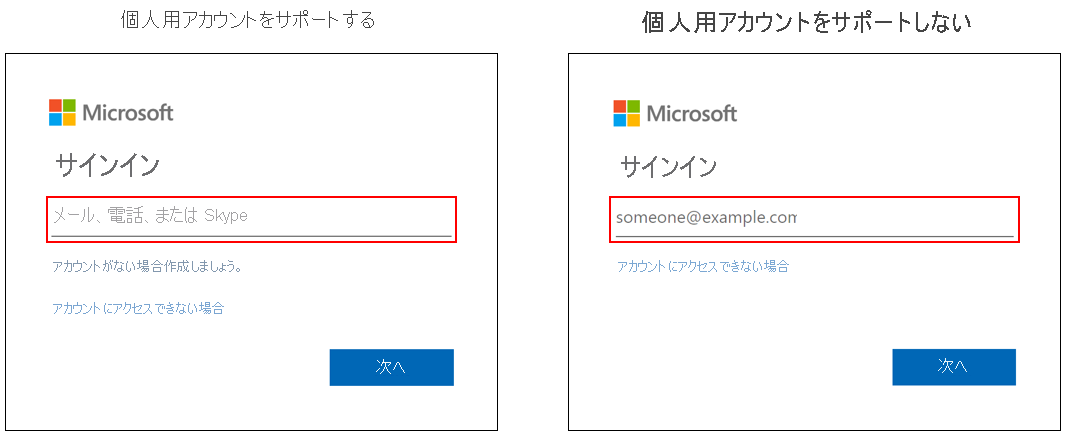 個人用アカウントをサポートする
Microsoft
サインイン
メール、電話、または Skype
アカウントがない場合作成しましょう。
アカウントにアクセスできない場合
次へ
個人用アカウントをサポートしない
Microsoft
サインイン
someone@example.com
アカウントにアクセスできない場合
次へ